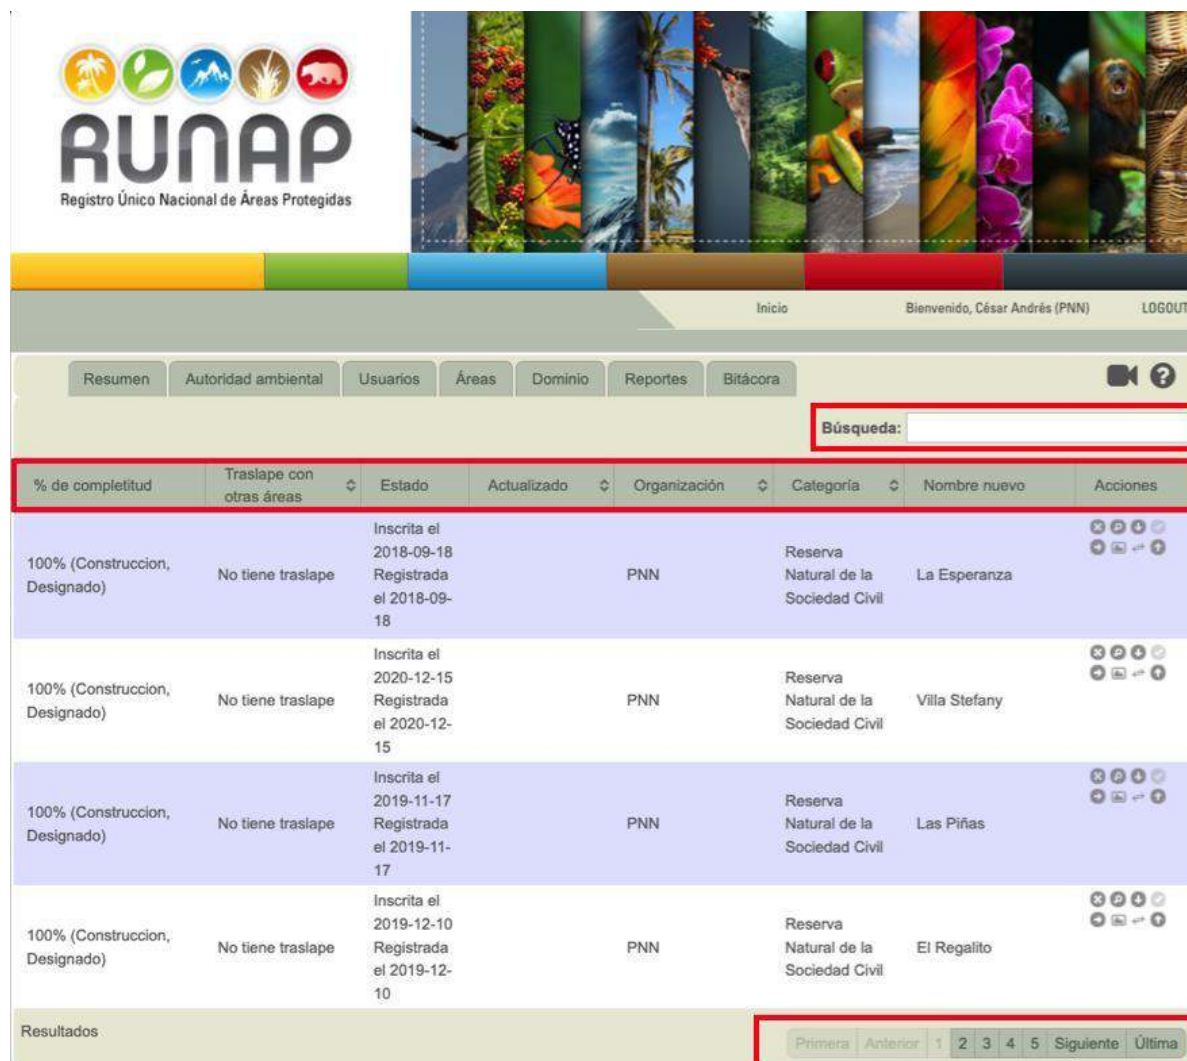 RUNAP
Registro Único Nacional de Áreas Protegidas
Inicio Bienvenido, César Andrés (PNN) LOGOUT
Resumen Autoridad ambiental Usuarios Áreas Dominio Reportes Bitácora
Búsqueda:
% de completitud Traslape con otras áreas Estado Actualizado Organización Categoría Nombre nuevo Acciones
Inscrita el
2018-09-18
100% (Construccion, Designado) No tiene traslape Registrada PNN Reserva Natural de la Sociedad Civil La Esperanza
el 2018-09-
18
Inscrita el
2020-12-15
100% (Construccion, Designado) No tiene traslape Registrada PNN Reserva Natural de la Sociedad Civil Villa Stefany
el 2020-12-
15
Inscrita el
2019-11-17
100% (Construccion, Designado) No tiene traslape Registrada PNN Reserva Natural de la Sociedad Civil Las Piñas
el 2019-11-
17
Inscrita el
2019-12-10
100% (Construccion, Designado) No tiene traslape Registrada PNN Reserva Natural de la Sociedad Civil El Regalito
el 2019-12-
10
Resultados
Primera Anterior 1 2 3 4 5 Siguiente Última